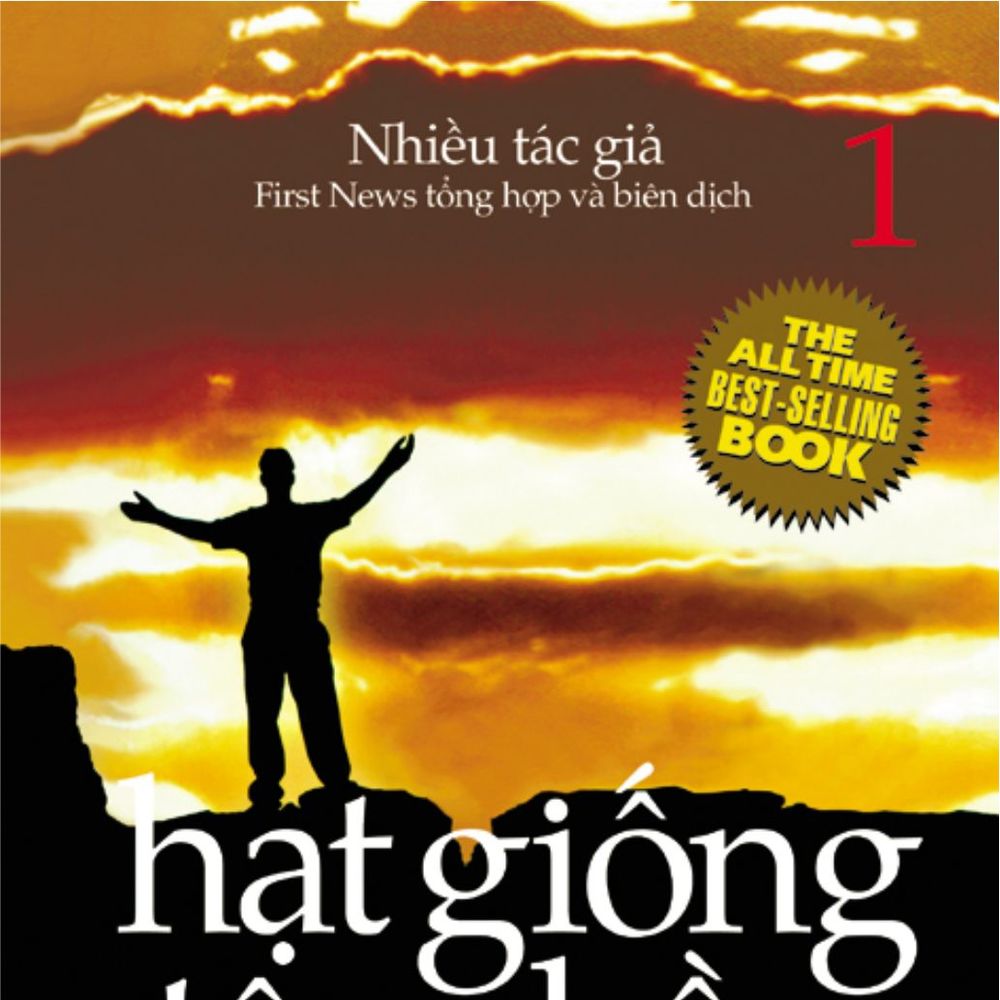 Nhiều tác giả
First News tổng hợp và biên dịch
1
THE
ALL TIME
BEST-SELLING
BOOK
hạt giống